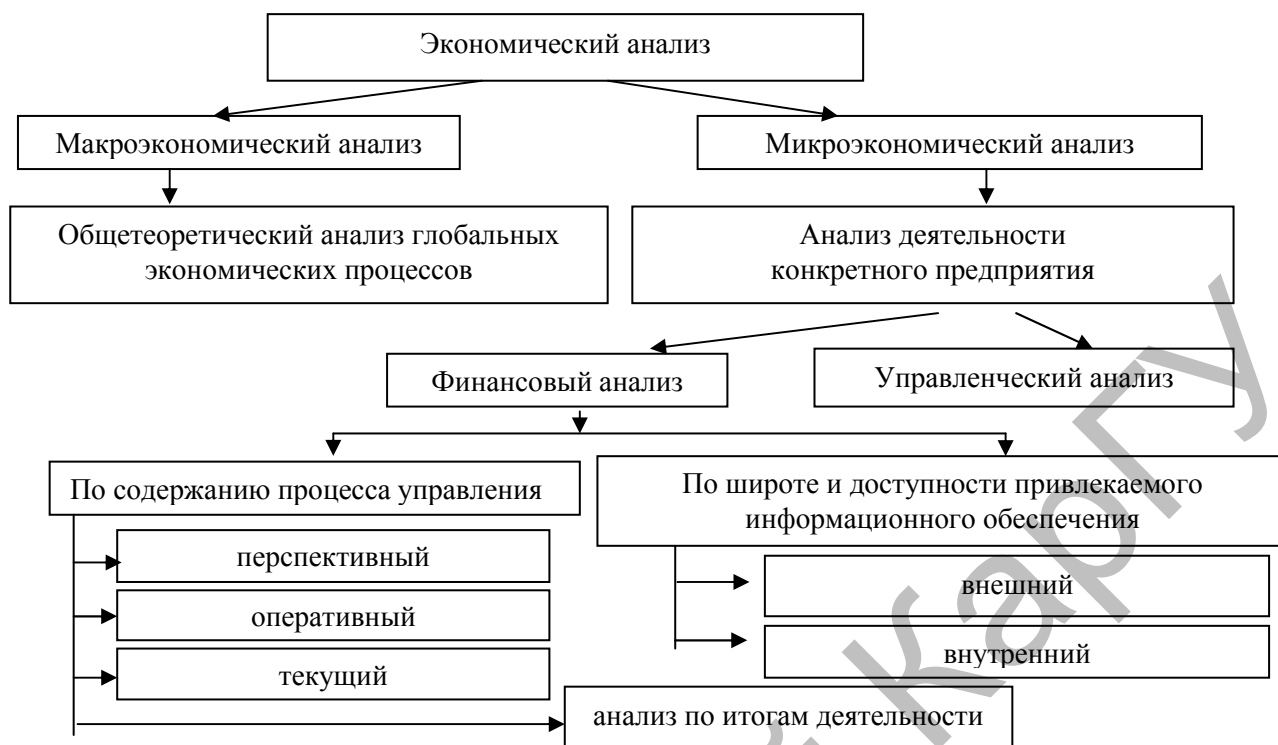 Экономический анализ
Макроэкономический анализ
Микроэкономический анализ
Общетеоретический анализ глобальных
экономических процессов
Анализ деятельности
конкретного предприятия
Финансовый анализ
Управленческий анализ
По содержанию процесса управления
По широте и доступности привлекаемого
информационного обеспечения
перспективный
оперативный
текущий
анализ по итогам деятельности
внешний
внутренний
КарГУ